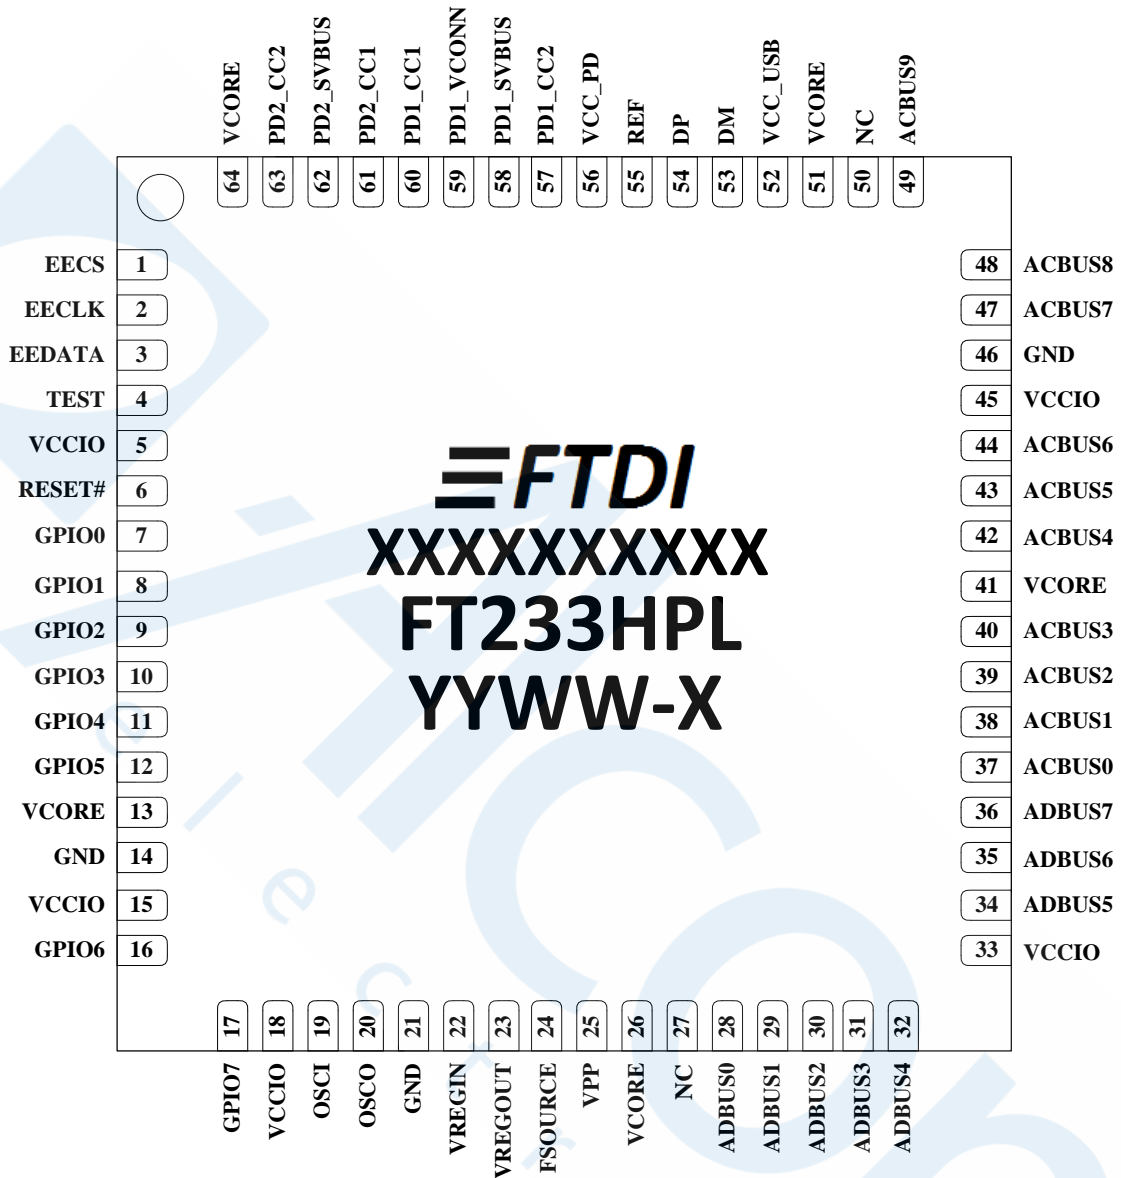 VCORE PD2_CC2 PD2_SVBUS PD2_CC1 PD1_CC1 PD1_VCONN PD1_SVBUS PD1_CC2 VCC_PD REF DP DM VCC_USB VCORE NC ACBUS9
64 63 62 61 60 59 58 57 56 55 54 53 52 51 50 49
EECS 1
EECLK 2
EEDATA 3
TEST 4
VCCIO 5
RESET# 6
GPIO0 7
GPIO1 8
GPIO2 9
GPIO3 10
GPIO4 11
GPIO5 12
VCORE 13
GND 14
VCCIO 15
GPIO6 16
FTDI
XXXXXXXXXX
FT233HPL
YYWW-X
48 ACBUS8
47 ACBUS7
46 GND
45 VCCIO
44 ACBUS6
43 ACBUS5
42 ACBUS4
41 VCORE
40 ACBUS3
39 ACBUS2
38 ACBUS1
37 ACBUS0
36 ADBUS7
35 ADBUS6
34 ADBUS5
33 VCCIO
17 18 19 20 21 22 23 24 25 26 27 28 29 30 31 32
GPIO7 VCCIO OSCI OSCO GND VREGIN VREGOUT FSOURCE VPP VCORE NC ADBUS0 ADBUS1 ADBUS2 ADBUS3 ADBUS4